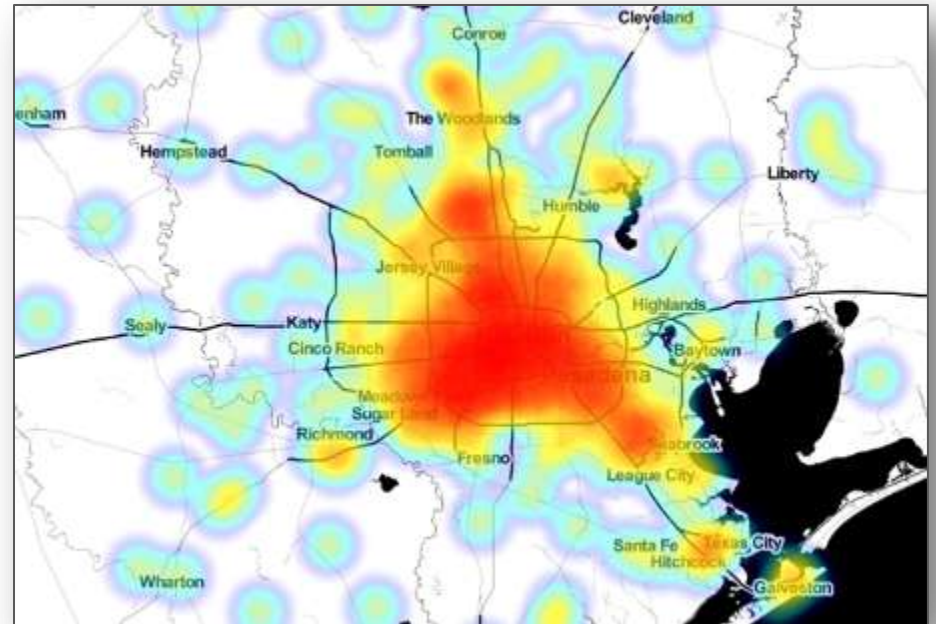 Cleveland
Conroe
enham
The Woodlands
Hempstead
Tomball
Liberty
Humble
Jersey Village
Highlands
Katy
Sealy
Cinco Ranch
Baytown
Pasadena
Sugar Land
Richmond
Seabrook
Fresno
League City
Santa Fe
Texas City
Hitchcock
Wharton
Galveston